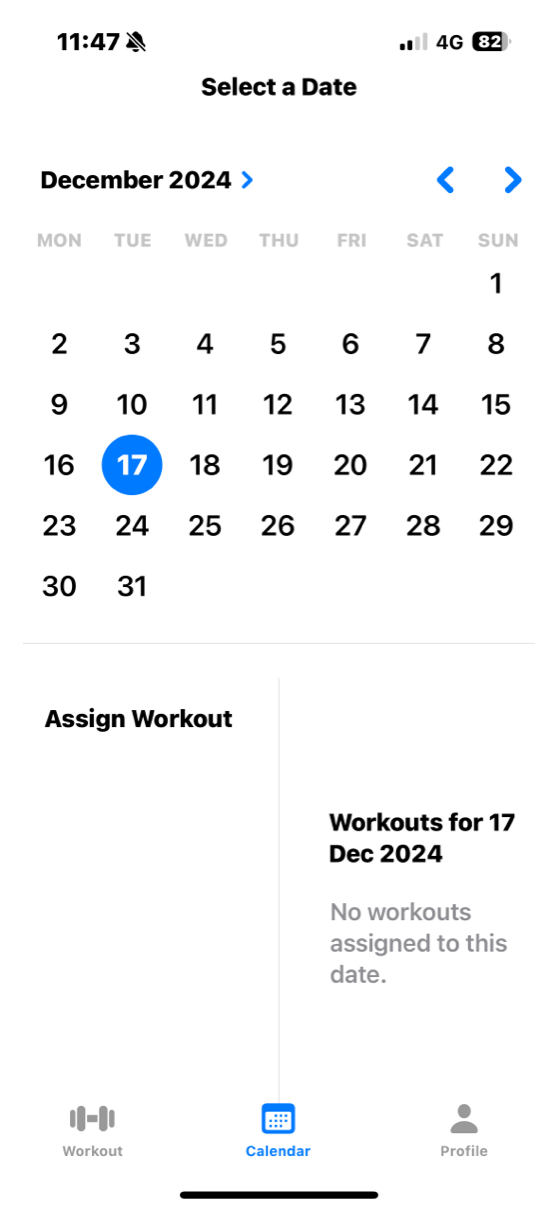 11:47
4G 82
Select a Date
December 2024
MON TUE WED THU FRI SAT SUN
1
2 3 4 5 6 7 8
9 10 11 12 13 14 15
16 17 18 19 20 21 22
23 24 25 26 27 28 29
30 31
Assign Workout
Workouts for 17
Dec 2024
No workouts
assigned to this
date.
Workout Calendar Profile